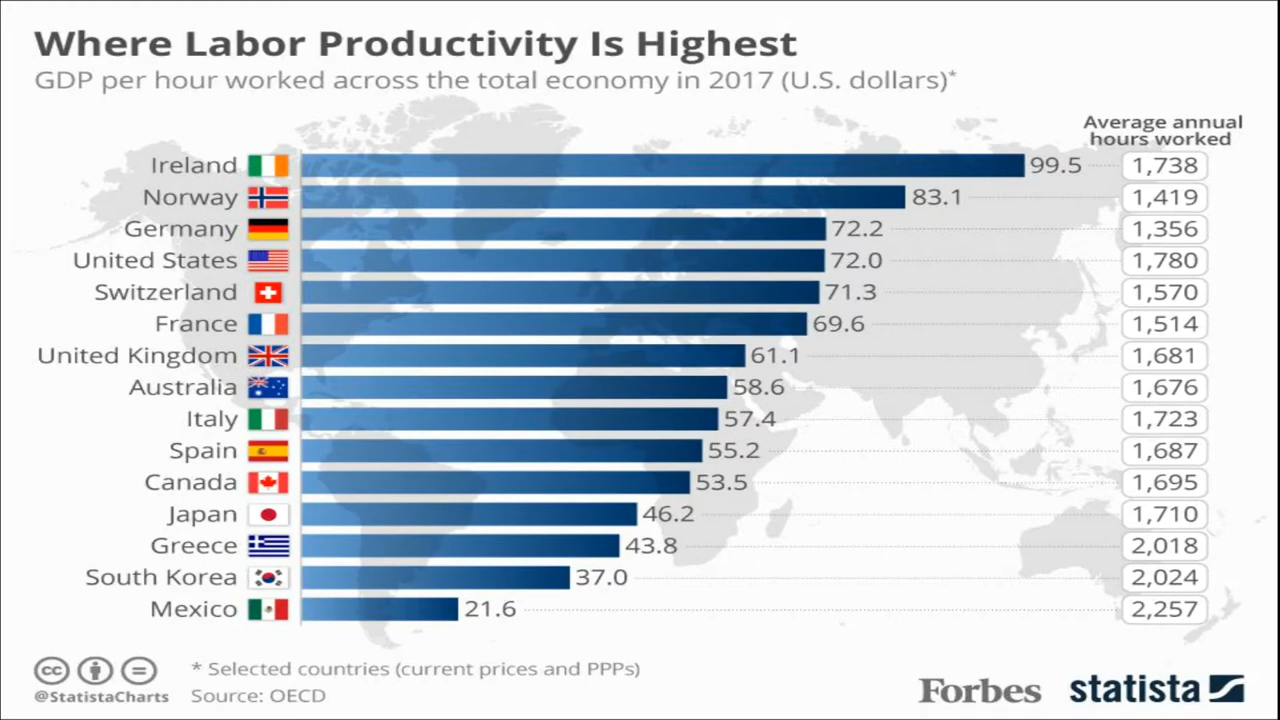 Where Labor Productivity Is Highest
GDP per hour worked across the total economy in 2017 (U.S. dollars)*
Average annual
hours worked
Ireland 99.5 1,738
Norway 83.1 1,419
Germany 72.2 1,356
United States 72.0 1,780
Switzerland 71.3 1,570
France 69.6 1,514
United Kingdom 61.1 1,681
Australia 58.6 1,676
Italy 57.4 1,723
Spain 55.2 1,687
Canada 53.5 1,695
Japan 46.2 1,710
Greece 43.8 2,018
South Korea 37.0 2,024
Mexico 21.6 2,257
cc
* Selected countries (current prices and PPPs)
@StatistaCharts Source: OECD
Forbes statista